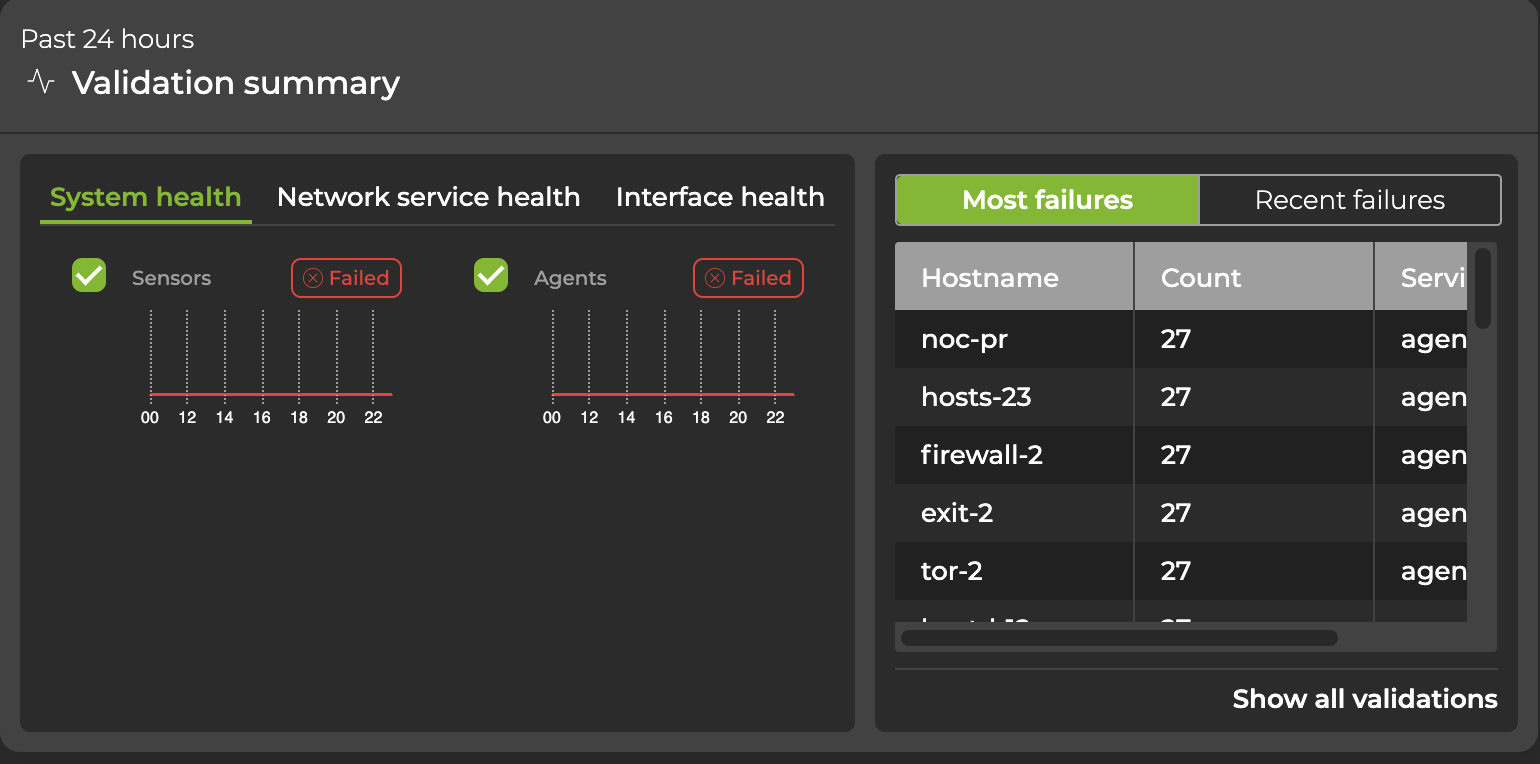 Past 24 hours
Validation summary
System health Network service health Interface health
Sensors Failed Agents Failed
00 12 14 16 18 20 22
00 12 14 16 18 20 22
Most failures Recent failures
Hostname Count Servi
noc-pr 27 agen
hosts-23 27 agen
firewall-2 27 agen
exit-2 27 agen
tor-2 27 agen
27
Show all validations